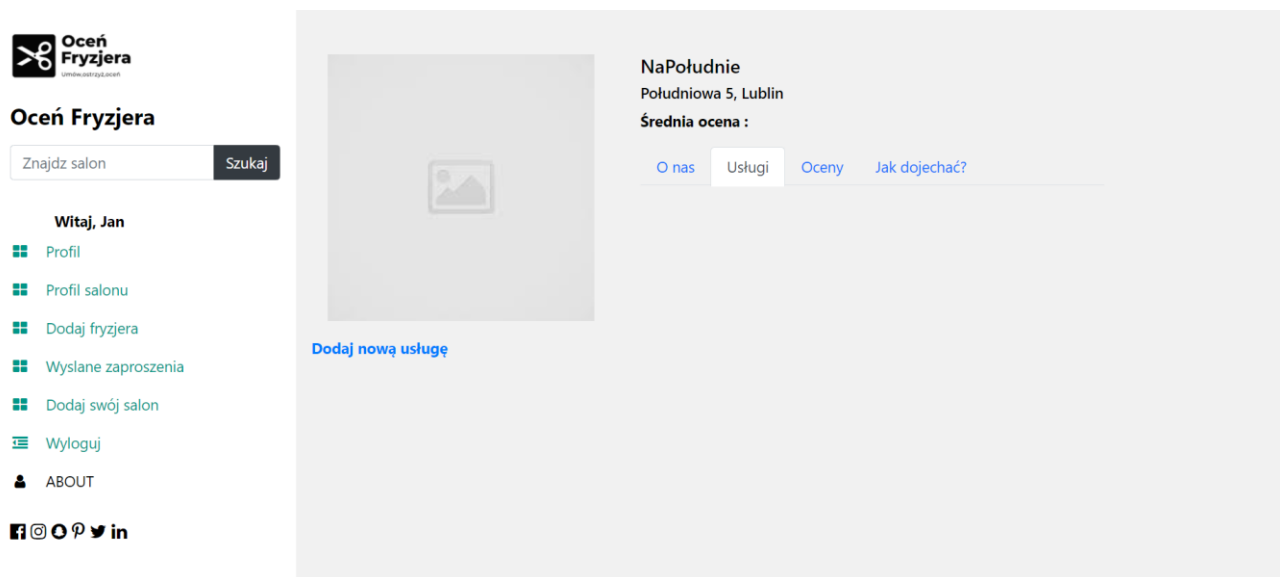 Oceń
Fryzjera
Umów.ostrzyż.oceń
Oceń Fryzjera
Znajdz salon
Szukaj
Witaj, Jan
Profil
Profil salonu
Dodaj fryzjera
Wyslane zaproszenia
Dodaj swój salon
Wyloguj
ABOUT
NaPołudnie
Południowa 5, Lublin
Średnia ocena :
O nas Usługi Oceny Jak dojechać?
Dodaj nową usługę